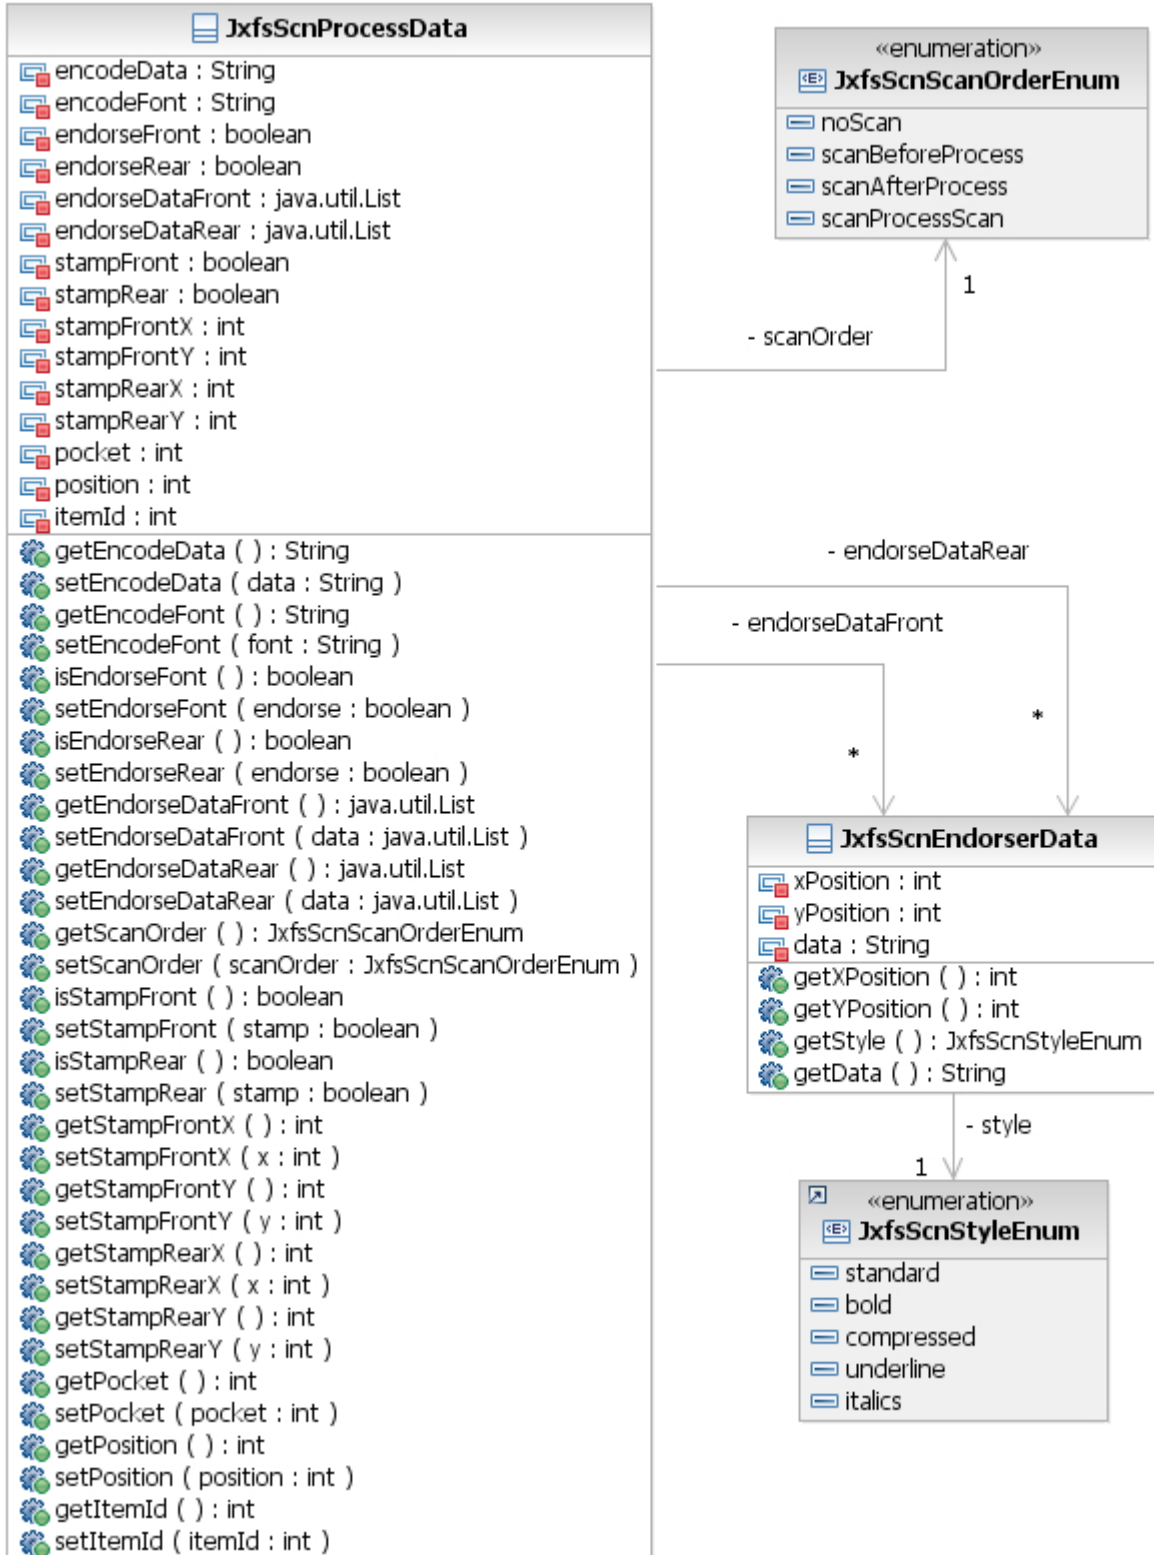 JxfsScnProcessData
encodeData : String
encodeFont : String
endorseFront : boolean
endorseRear : boolean
endorseDataFront : java.util.List
endorseDataRear : java.util.List
stampFront : boolean
stampRear : boolean
stampFrontX : int
stampFrontY : int
stampRearX : int
stampRearY : int
pocket : int
position : int
itemId : int
getEncodeData ( ) : String
setEncodeData ( data : String )
getEncodeFont ( ) : String
setEncodeFont ( font : String )
isEndorseFont ( ) : boolean
setEndorseFont ( endorse : boolean )
isEndorseRear ( ) : boolean
setEndorseRear ( endorse : boolean )
getEndorseDataFront ( ) : java.util.List
setEndorseDataFront ( data : java.util.List )
getEndorseDataRear ( ) : java.util.List
setEndorseDataRear ( data : java.util.List )
getScanOrder ( ) : JxfsScnScanOrderEnum
setScanOrder ( scanOrder : JxfsScnScanOrderEnum )
isStampFront ( ) : boolean
setStampFront ( stamp : boolean )
isStampRear ( ) : boolean
setStampRear ( stamp : boolean )
getStampFrontX ( ) : int
setStampFrontX ( x : int )
getStampFrontY ( ) : int
setStampFrontY ( y : int )
getStampRearX ( ) : int
setStampRearX ( x : int )
getStampRearY ( ) : int
setStampRearY ( y : int )
getPocket ( ) : int
setPocket ( pocket : int )
getPosition ( ) : int
setPosition ( position : int )
getItemId ( ) : int
setItemId ( itemId : int )
«enumeration»
JxfsScnScanOrderEnum
noScan
scanBeforeProcess
scanAfterProcess
scanProcessScan
1
- scanOrder
- endorseDataRear
- endorseDataFront
*
*
JxfsScnEndorserData
xPosition : int
yPosition : int
data : String
getXPosition ( ) : int
getYPosition ( ) : int
getStyle ( ) : JxfsScnStyleEnum
getData ( ) : String
- style
1
«enumeration»
JxfsScnStyleEnum
standard
bold
compressed
underline
italics